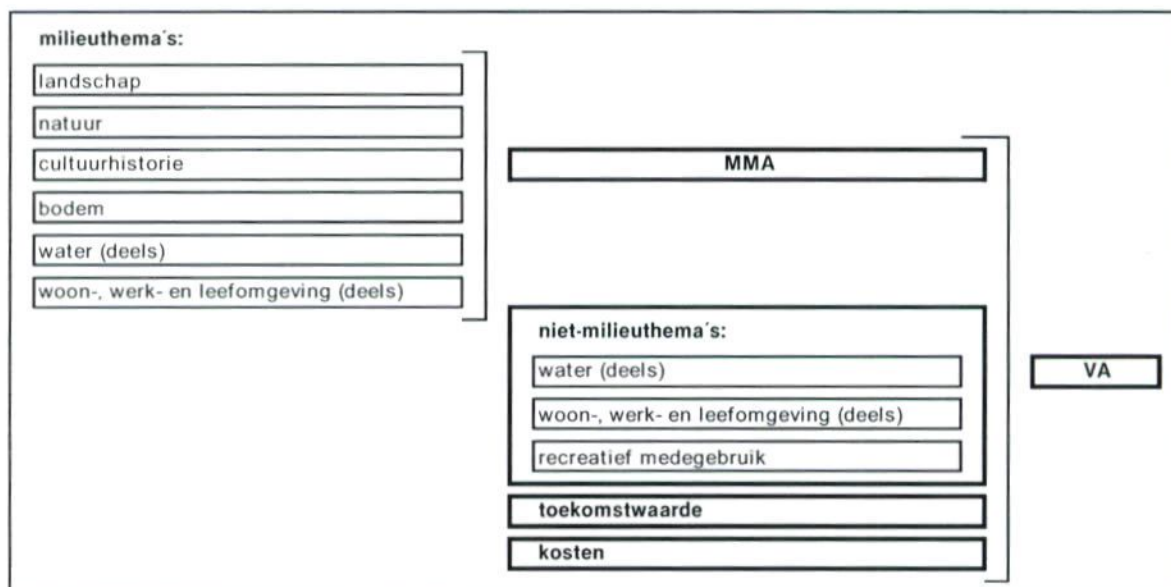 milieuthema´s:
landschap
natuur
cultuurhistorie
bodem
water (deels)
woon-, werk- en leefomgeving (deels)
MMA
niet-milieuthema´s:
water (deels)
woon-, werk- en leefomgeving (deels)
recreatief medegebruik
toekomstwaarde
kosten
VA